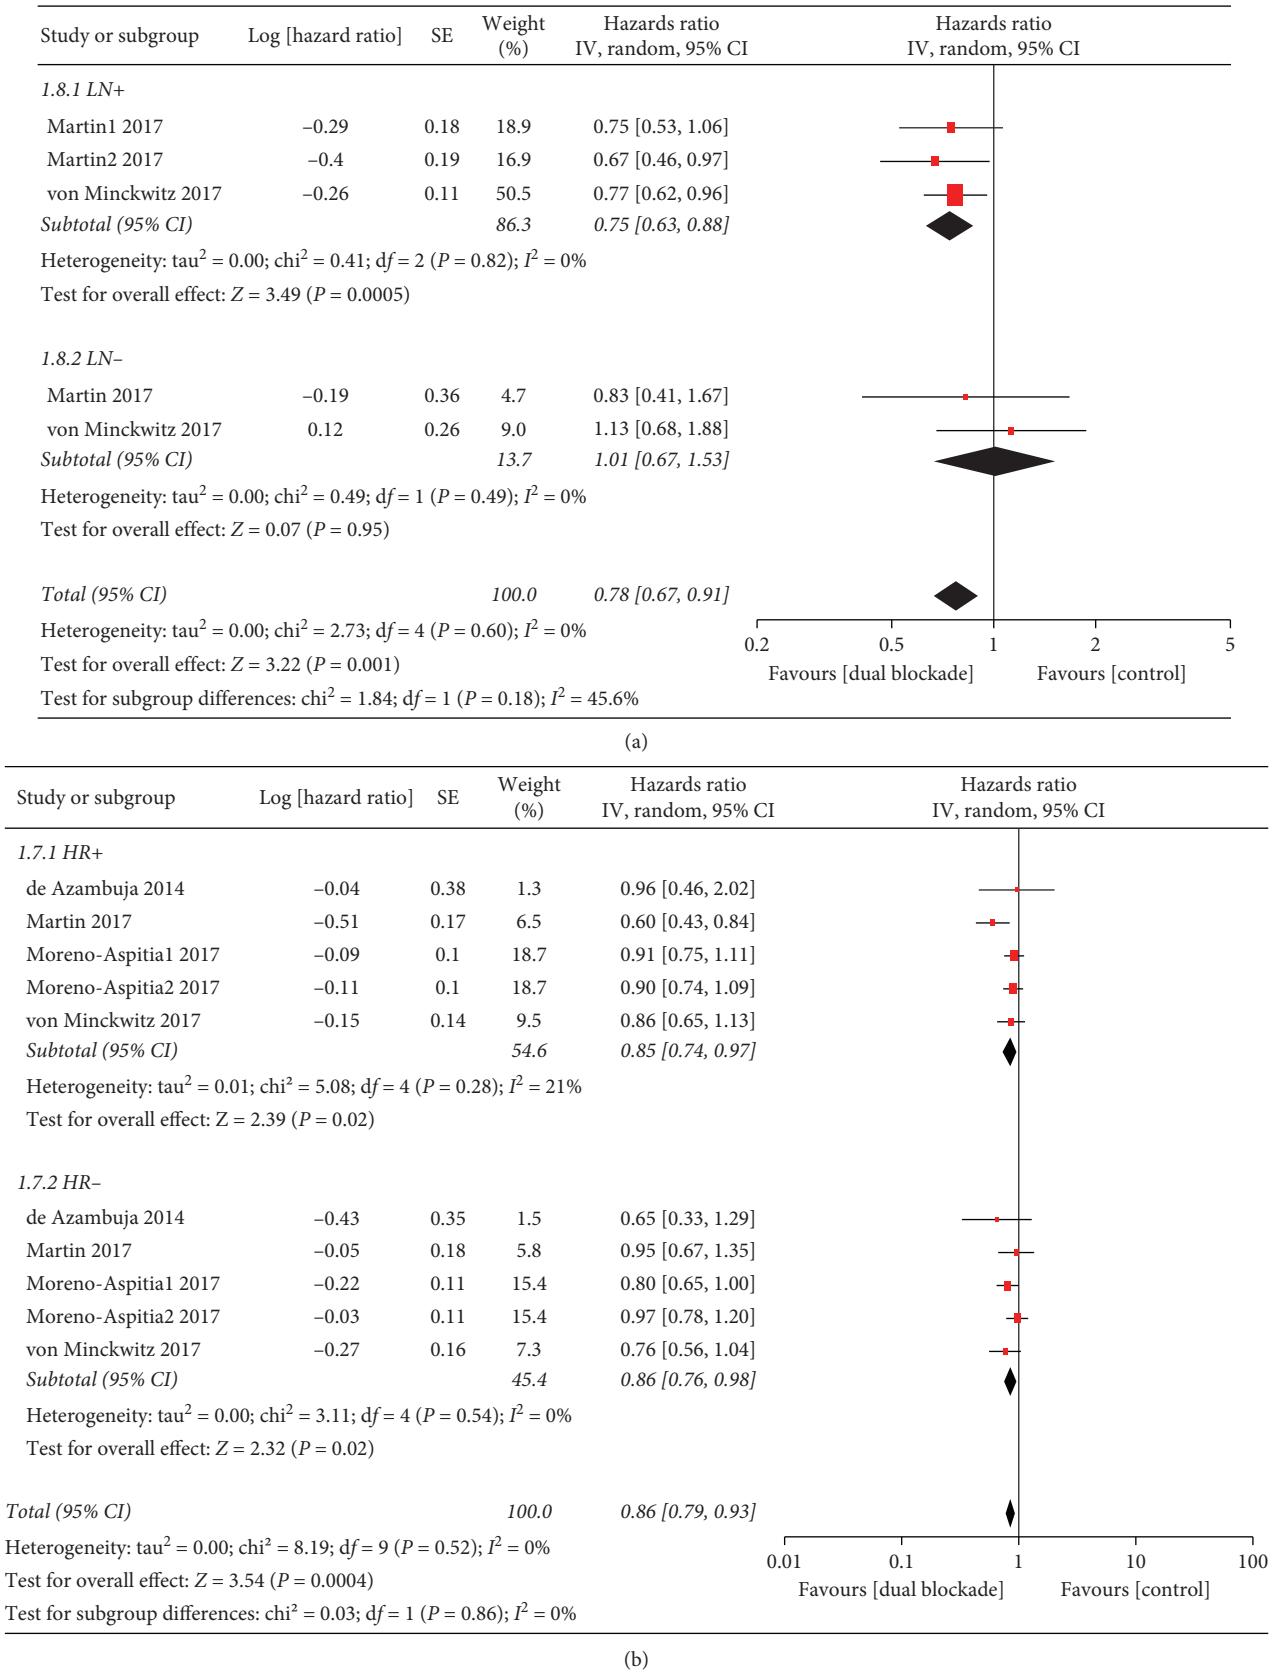 Study or subgroup Log [hazard ratio] SE Weight (%) Hazards ratio IV, random, 95% CI Hazards ratio IV, random, 95% CI
1.8.1 LN+
Martin1 2017 –0.29 0.18 18.9 0.75 [0.53, 1.06]
Martin2 2017 –0.4 0.19 16.9 0.67 [0.46, 0.97]
von Minckwitz 2017 –0.26 0.11 50.5 0.77 [0.62, 0.96]
Subtotal (95% CI) 86.3 0.75 [0.63, 0.88]
Heterogeneity: tau² = 0.00; chi² = 0.41; df = 2 (P = 0.82); I² = 0%
Test for overall effect: Z = 3.49 (P = 0.0005)
1.8.2 LN–
Martin 2017 –0.19 0.36 4.7 0.83 [0.41, 1.67]
von Minckwitz 2017 0.12 0.26 9.0 1.13 [0.68, 1.88]
Subtotal (95% CI) 13.7 1.01 [0.67, 1.53]
Heterogeneity: tau² = 0.00; chi² = 0.49; df = 1 (P = 0.49); I² = 0%
Test for overall effect: Z = 0.07 (P = 0.95)
Total (95% CI) 100.0 0.78 [0.67, 0.91]
Heterogeneity: tau² = 0.00; chi² = 2.73; df = 4 (P = 0.60); I² = 0%
Test for overall effect: Z = 3.22 (P = 0.001)
Test for subgroup differences: chi² = 1.84; df = 1 (P = 0.18); I² = 45.6%
0.2 0.5 1 2 5
Favours [dual blockade] Favours [control]
(a)
Study or subgroup Log [hazard ratio] SE Weight (%) Hazards ratio IV, random, 95% CI Hazards ratio IV, random, 95% CI
1.7.1 HR+
de Azambuja 2014 –0.04 0.38 1.3 0.96 [0.46, 2.02]
Martin 2017 –0.51 0.17 6.5 0.60 [0.43, 0.84]
Moreno-Aspitia1 2017 –0.09 0.1 18.7 0.91 [0.75, 1.11]
Moreno-Aspitia2 2017 –0.11 0.1 18.7 0.90 [0.74, 1.09]
von Minckwitz 2017 –0.15 0.14 9.5 0.86 [0.65, 1.13]
Subtotal (95% CI) 54.6 0.85 [0.74, 0.97]
Heterogeneity: tau² = 0.01; chi² = 5.08; df = 4 (P = 0.28); I² = 21%
Test for overall effect: Z = 2.39 (P = 0.02)
1.7.2 HR–
de Azambuja 2014 –0.43 0.35 1.5 0.65 [0.33, 1.29]
Martin 2017 –0.05 0.18 5.8 0.95 [0.67, 1.35]
Moreno-Aspitia1 2017 –0.22 0.11 15.4 0.80 [0.65, 1.00]
Moreno-Aspitia2 2017 –0.03 0.11 15.4 0.97 [0.78, 1.20]
von Minckwitz 2017 –0.27 0.16 7.3 0.76 [0.56, 1.04]
Subtotal (95% CI) 45.4 0.86 [0.76, 0.98]
Heterogeneity: tau² = 0.00; chi² = 3.11; df = 4 (P = 0.54); I² = 0%
Test for overall effect: Z = 2.32 (P = 0.02)
Total (95% CI) 100.0 0.86 [0.79, 0.93]
Heterogeneity: tau² = 0.00; chi² = 8.19; df = 9 (P = 0.52); I² = 0%
Test for overall effect: Z = 3.54 (P = 0.0004)
Test for subgroup differences: chi² = 0.03; df = 1 (P = 0.86); I² = 0%
0.01 0.1 1 10 100
Favours [dual blockade] Favours [control]
(b)